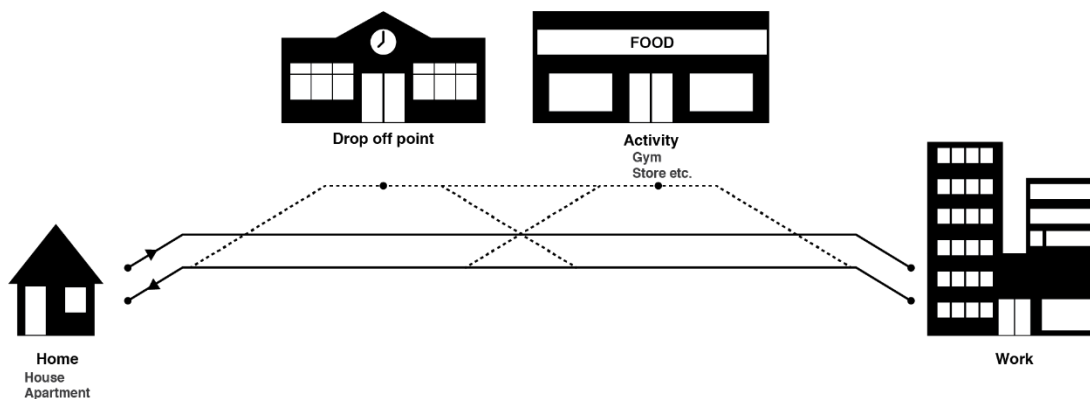 FOOD
Drop off point
Activity
Gym
Store etc.
Home
House
Apartment
Work